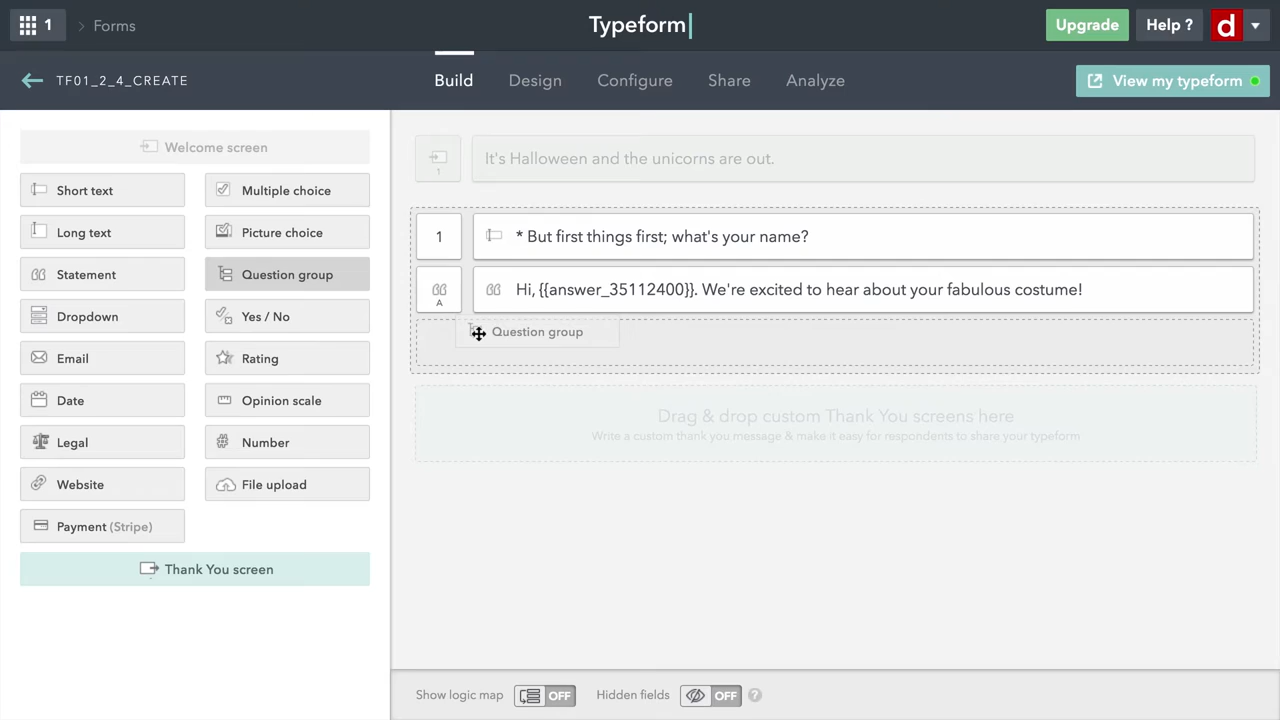 1
Forms
Typeform
Upgrade
Help ?
d
TF01_2_4_CREATE
Build
Design
Configure
Share
Analyze
View my typeform
Welcome screen
Short text
Multiple choice
Long text
Picture choice
Statement
Question group
Dropdown
Yes / No
Email
Rating
Date
Opinion scale
Legal
Number
Website
File upload
Payment (Stripe)
Thank You screen
1
It's Halloween and the unicorns are out.
1
* But first things first; what's your name?
A
Hi, {{answer_35112400}}. We're excited to hear about your fabulous costume!
Question group
Drag & drop custom Thank You screens here
Write a custom thank you message & make it easy for respondents to share your typeform
Show logic map
OFF
Hidden fields
OFF
?